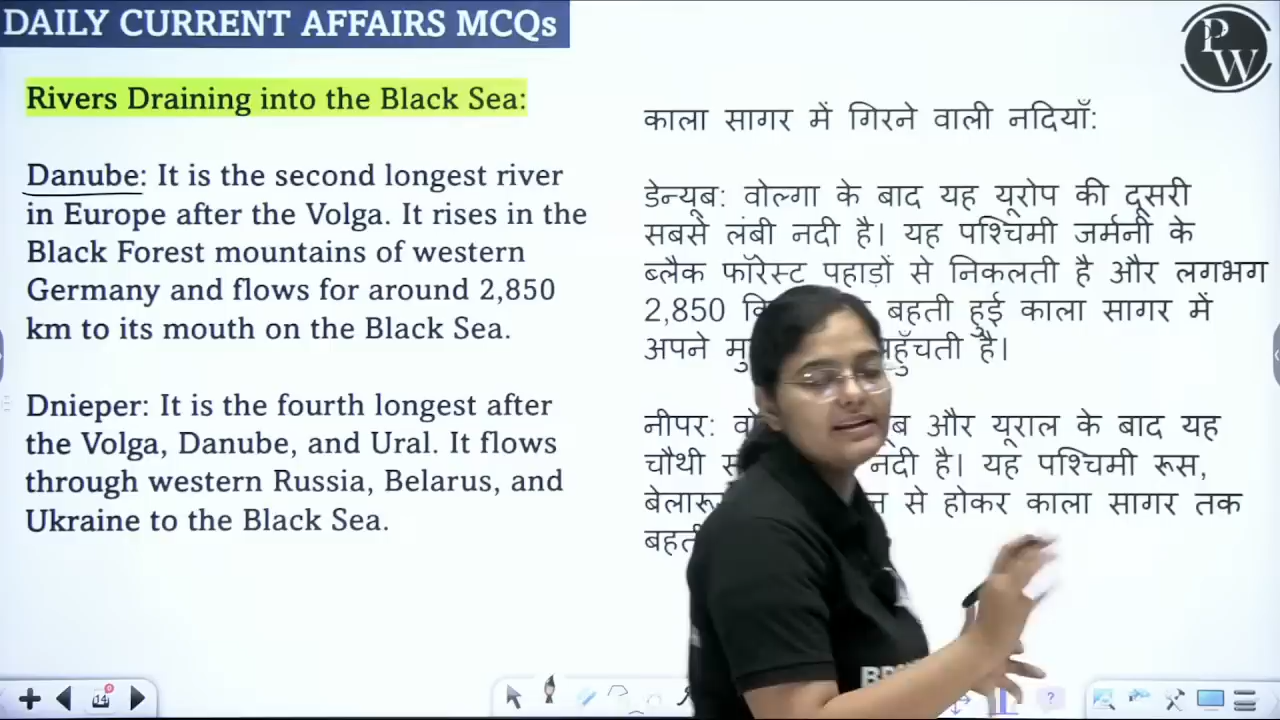 DAILY CURRENT AFFAIRS MCQs
PW
Rivers Draining into the Black Sea:
Danube: It is the second longest river
in Europe after the Volga. It rises in the
Black Forest mountains of western
Germany and flows for around 2,850
km to its mouth on the Black Sea.
Dnieper: It is the fourth longest after
the Volga, Danube, and Ural. It flows
through western Russia, Belarus, and
Ukraine to the Black Sea.
काला सागर में गिरने वाली नदियाँ:
डेन्यूब: वोल्गा के बाद यह यूरोप की दूसरी
सबसे लंबी नदी है। यह पश्चिमी जर्मनी के
ब्लैक फॉरेस्ट पहाड़ों से निकलती है और लगभग
2,850 बहती हुई काला सागर में
अपने है।
नीपर: और यूराल के बाद यह
चौथी नदी है। यह पश्चिमी रूस,
से होकर काला सागर तक
14